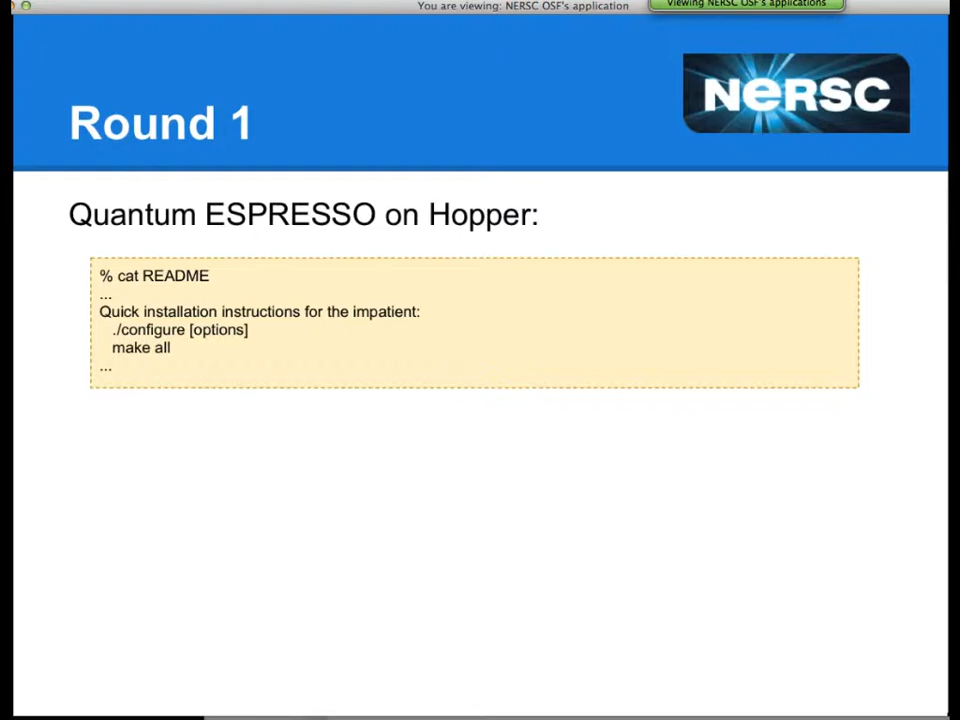 You are viewing: NERSC OSF's application
Viewing NERSC OSF's applications
NERSC
Round 1
Quantum ESPRESSO on Hopper:
% cat README
...
Quick installation instructions for the impatient:
./configure [options]
make all
...